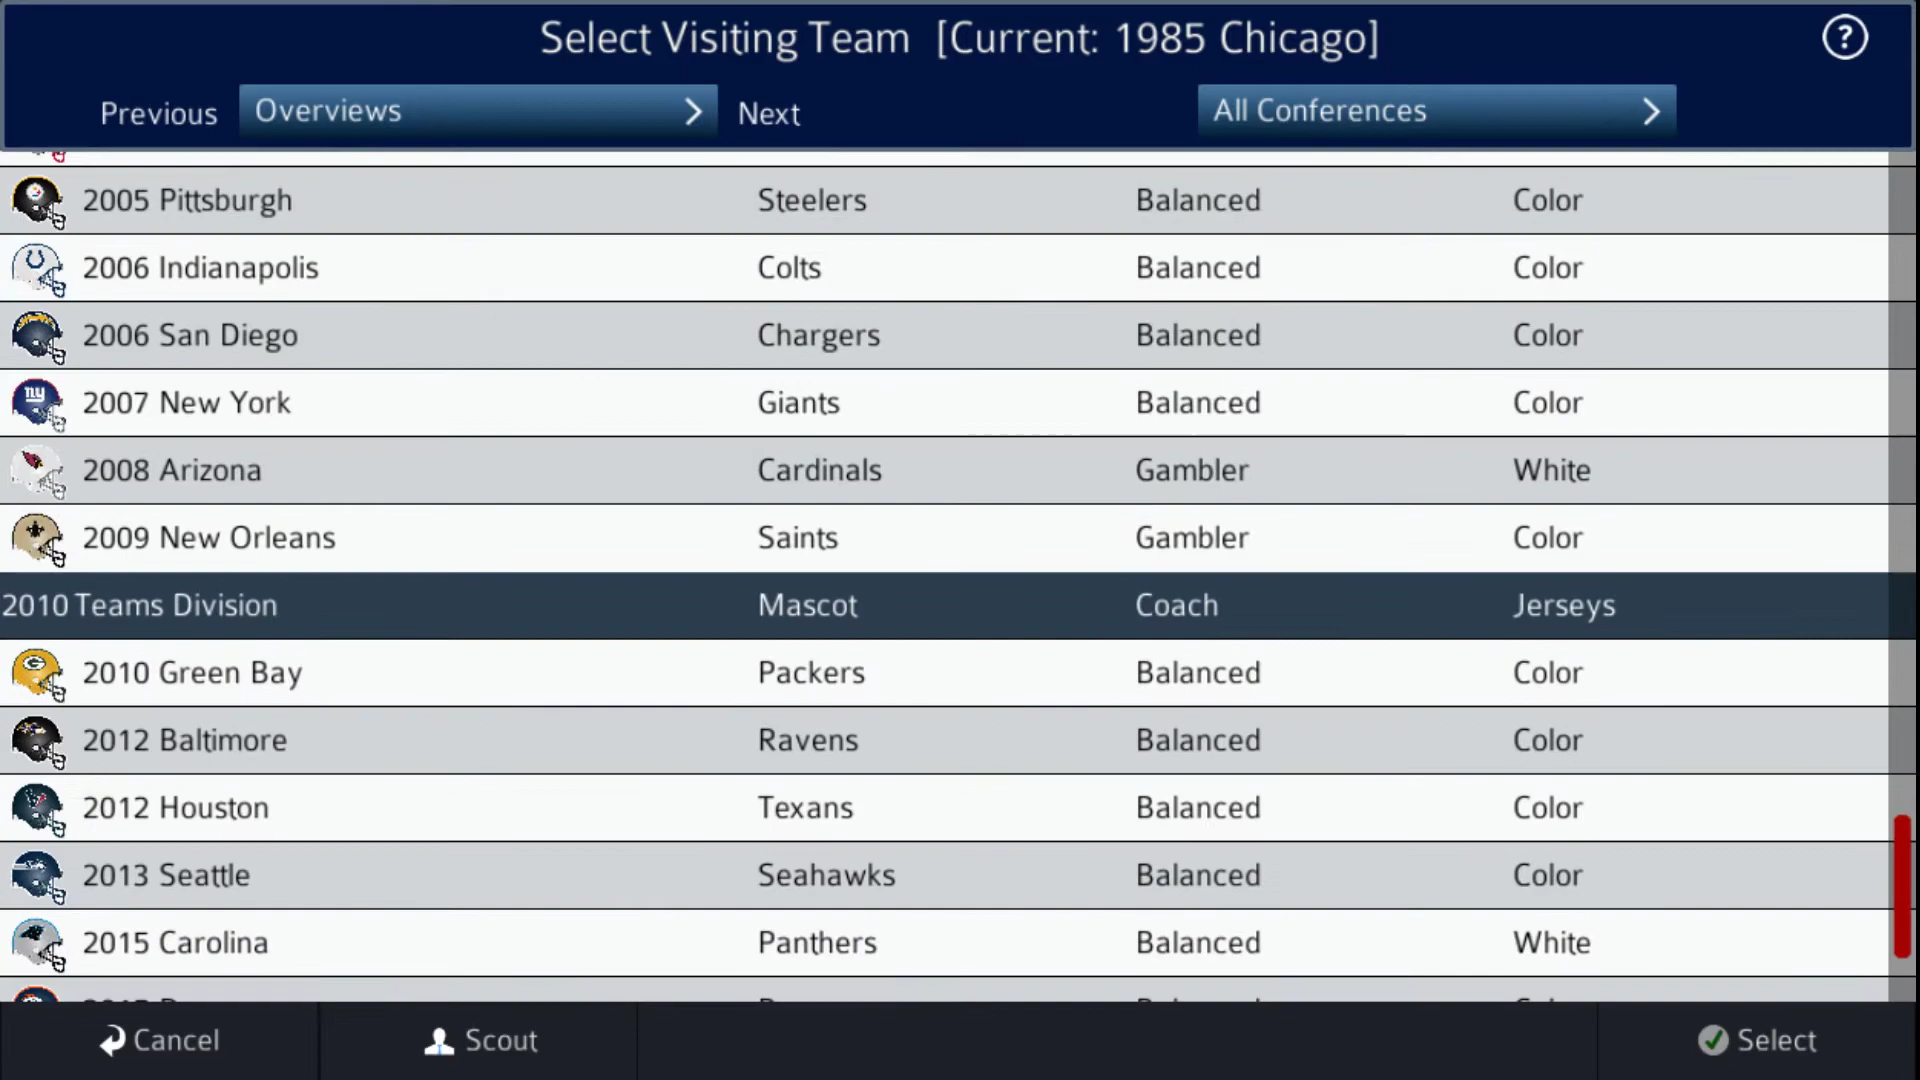 Select Visiting Team [Current: 1985 Chicago]
?
Previous Overviews Next All Conferences
2005 Pittsburgh Steelers Balanced Color
2006 Indianapolis Colts Balanced Color
2006 San Diego Chargers Balanced Color
2007 New York Giants Balanced Color
2008 Arizona Cardinals Gambler White
2009 New Orleans Saints Gambler Color
2010 Teams Division Mascot Coach Jerseys
2010 Green Bay Packers Balanced Color
2012 Baltimore Ravens Balanced Color
2012 Houston Texans Balanced Color
2013 Seattle Seahawks Balanced Color
2015 Carolina Panthers Balanced White
Cancel Scout Select